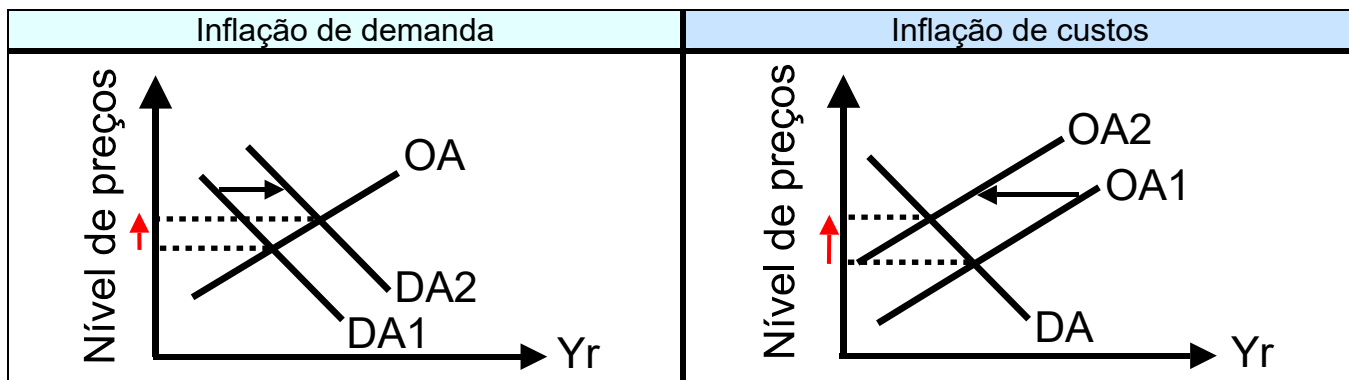 Inflação de demanda
Inflação de custos
Nível de preços
OA
DA2
DA1
Yr
Nível de preços
OA2
OA1
DA
Yr